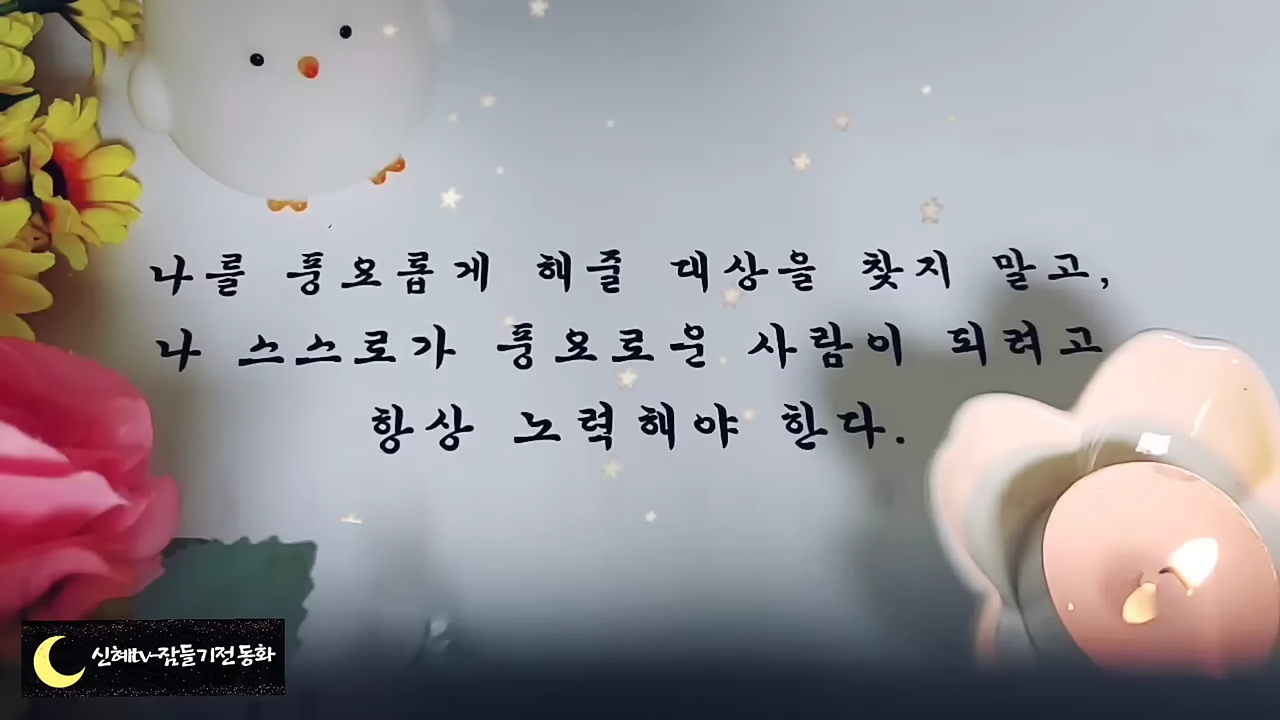 나를 풍요롭게 해줄 대상을 찾지 말고,
나 스스로가 풍요로운 사람이 되려고
항상 노력해야 한다.
신혜tv-잠들기전 동화